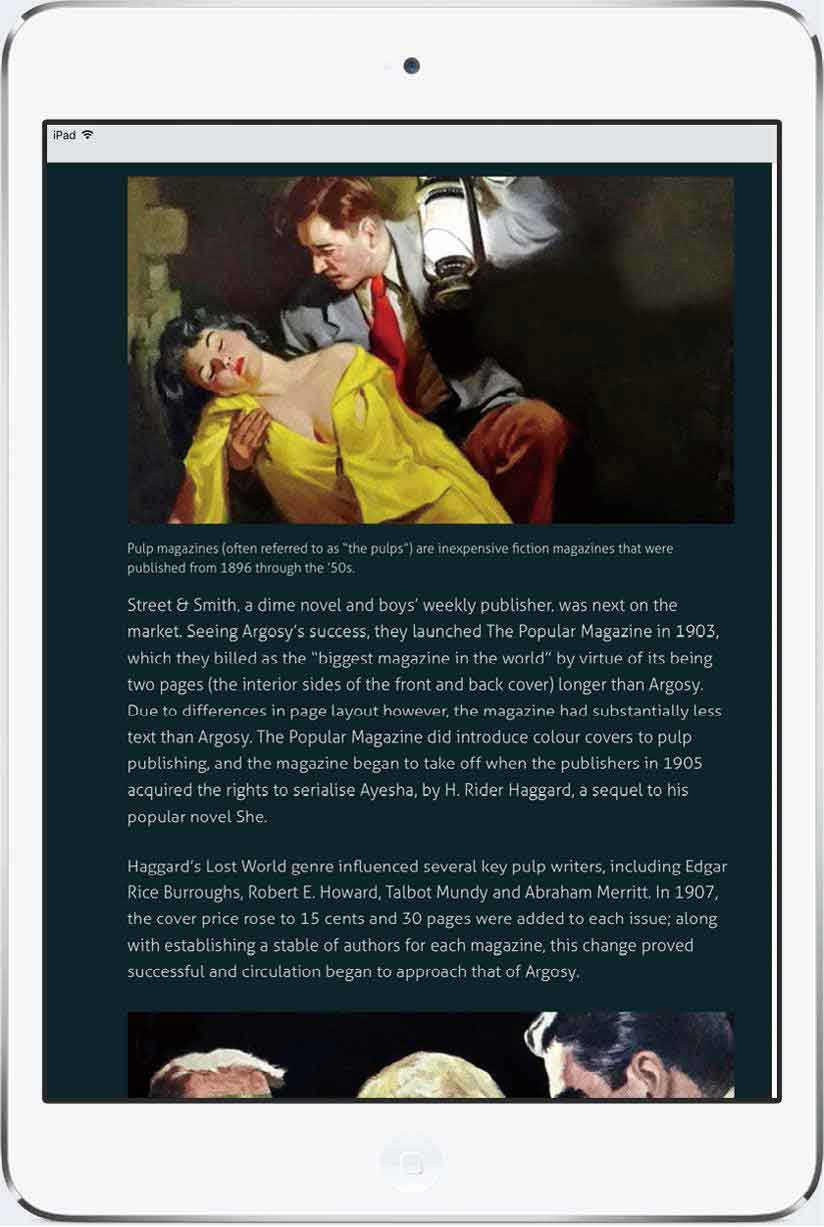 iPad
Pulp magazines (often referred to as “the pulps”) are inexpensive fiction magazines that were
published from 1896 through the ’50s.
Street & Smith, a dime novel and boys’ weekly publisher, was next on the
market. Seeing Argosy’s success, they launched The Popular Magazine in 1903,
which they billed as the “biggest magazine in the world” by virtue of its being
two pages (the interior sides of the front and back cover) longer than Argosy.
Due to differences in page layout however, the magazine had substantially less
text than Argosy. The Popular Magazine did introduce colour covers to pulp
publishing, and the magazine began to take off when the publishers in 1905
acquired the rights to serialise Ayesha, by H. Rider Haggard, a sequel to his
popular novel She.
Haggard’s Lost World genre influenced several key pulp writers, including Edgar
Rice Burroughs, Robert E. Howard, Talbot Mundy and Abraham Merritt. In 1907,
the cover price rose to 15 cents and 30 pages were added to each issue; along
with establishing a stable of authors for each magazine, this change proved
successful and circulation began to approach that of Argosy.